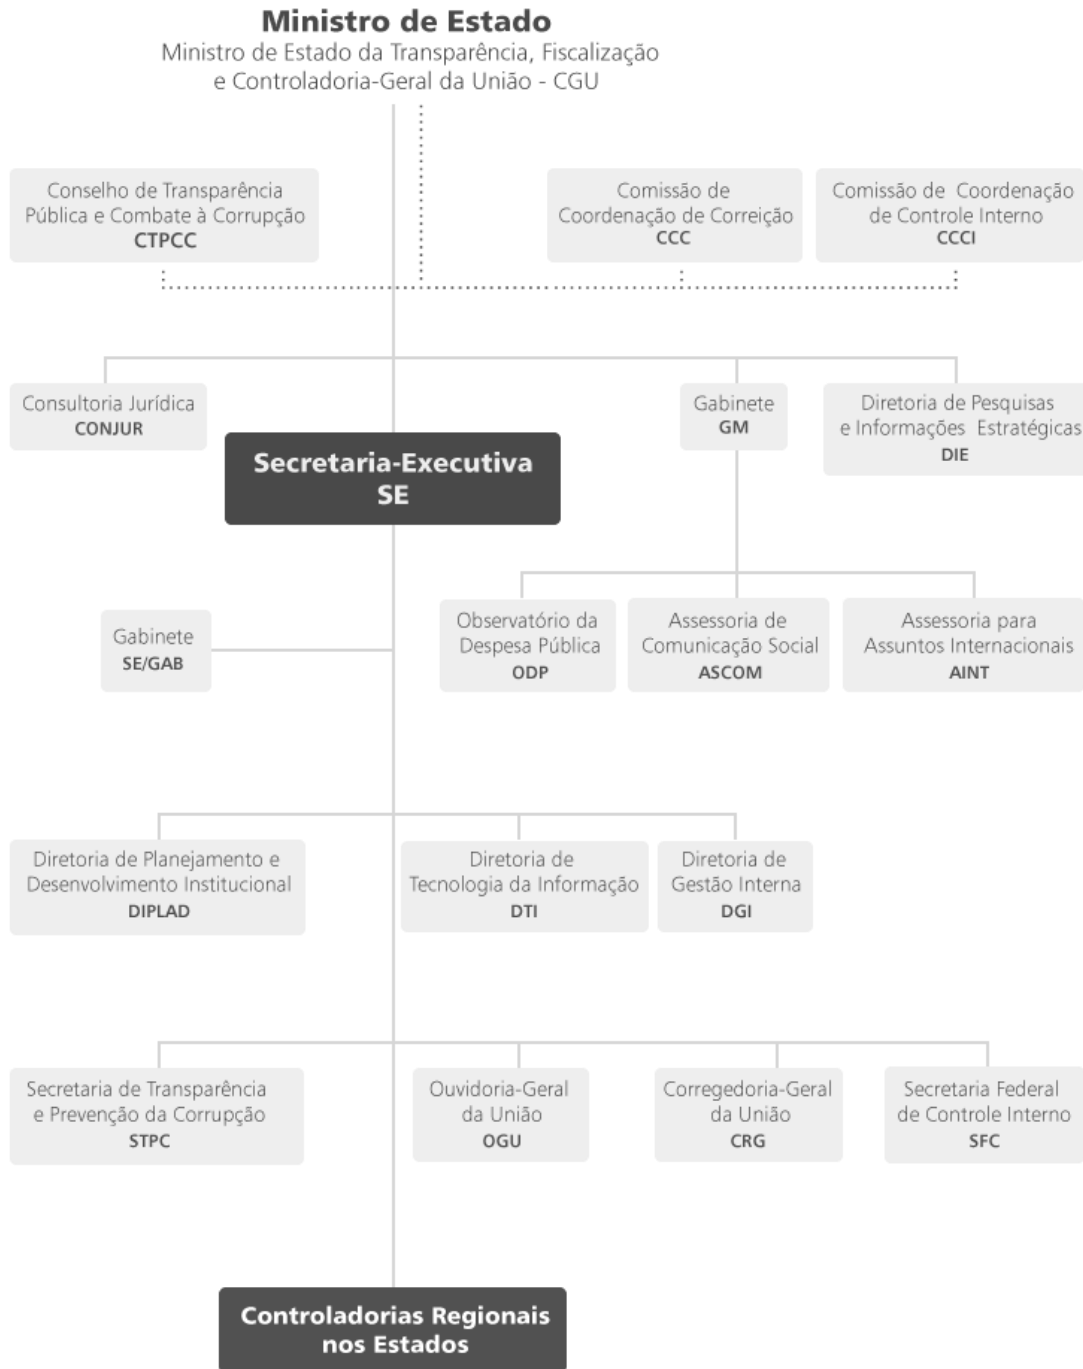 Ministro de Estado
Ministro de Estado da Transparência, Fiscalização
e Controladoria-Geral da União - CGU
Conselho de Transparência
Pública e Combate à Corrupção
CTPCC
Comissão de
Coordenação de Correição
CCC
Comissão de Coordenação
de Controle Interno
CCCI
Consultoria Jurídica
CONJUR
Gabinete
GM
Diretoria de Pesquisas
e Informações Estratégicas
DIE
Secretaria-Executiva
SE
Gabinete
SE/GAB
Observatório da
Despesa Pública
ODP
Assessoria de
Comunicação Social
ASCOM
Assessoria para
Assuntos Internacionais
AINT
Diretoria de Planejamento e
Desenvolvimento Institucional
DIPLAD
Diretoria de
Tecnologia da Informação
DTI
Diretoria de
Gestão Interna
DGI
Secretaria de Transparência
e Prevenção da Corrupção
STPC
Ouvidoria-Geral
da União
OGU
Corregedoria-Geral
da União
CRG
Secretaria Federal
de Controle Interno
SFC
Controladorias Regionais
nos Estados